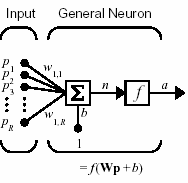 Input General Neuron
p1
p2
p3
pR
w1,1
w1, R
Σ
n
f
a
b
1
= f(Wp + b)